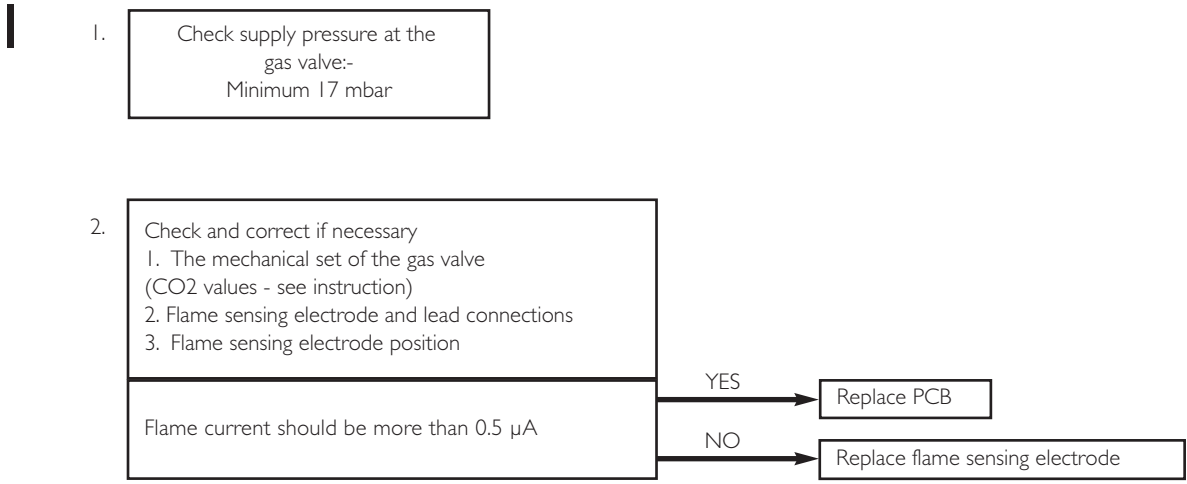 1.
Check supply pressure at the
gas valve:-
Minimum 17 mbar
2.
Check and correct if necessary
1. The mechanical set of the gas valve
(CO2 values - see instruction)
2. Flame sensing electrode and lead connections
3. Flame sensing electrode position
Flame current should be more than 0.5 µA
YES
Replace PCB
NO
Replace flame sensing electrode